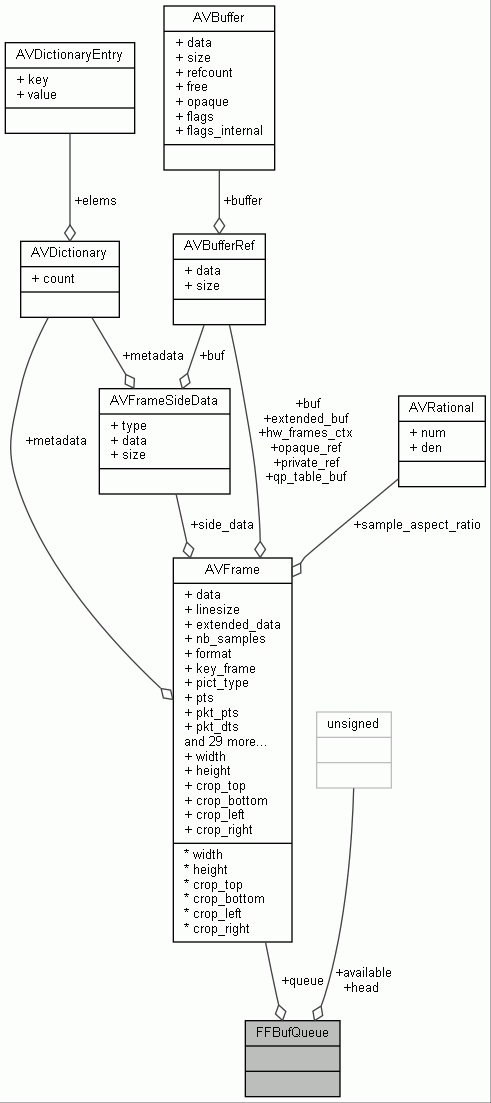 AVBuffer
+ data
+ size
+ refcount
+ free
+ opaque
+ flags
+ flags_internal
AVDictionaryEntry
+ key
+ value
+elems
+buffer
AVDictionary
+ count
AVBufferRef
+ data
+ size
+metadata
+buf
AVFrameSideData
+ type
+ data
+ size
+metadata
+buf
+extended_buf
+hw_frames_ctx
+opaque_ref
+private_ref
+qp_table_buf
AVRational
+ num
+ den
+side_data
+sample_aspect_ratio
AVFrame
+ data
+ linesize
+ extended_data
+ nb_samples
+ format
+ key_frame
+ pict_type
+ pts
+ pkt_pts
+ pkt_dts
and 29 more...
+ width
+ height
+ crop_top
+ crop_bottom
+ crop_left
+ crop_right
* width
* height
* crop_top
* crop_bottom
* crop_left
* crop_right
unsigned
+queue
+available
+head
FFBufQueue